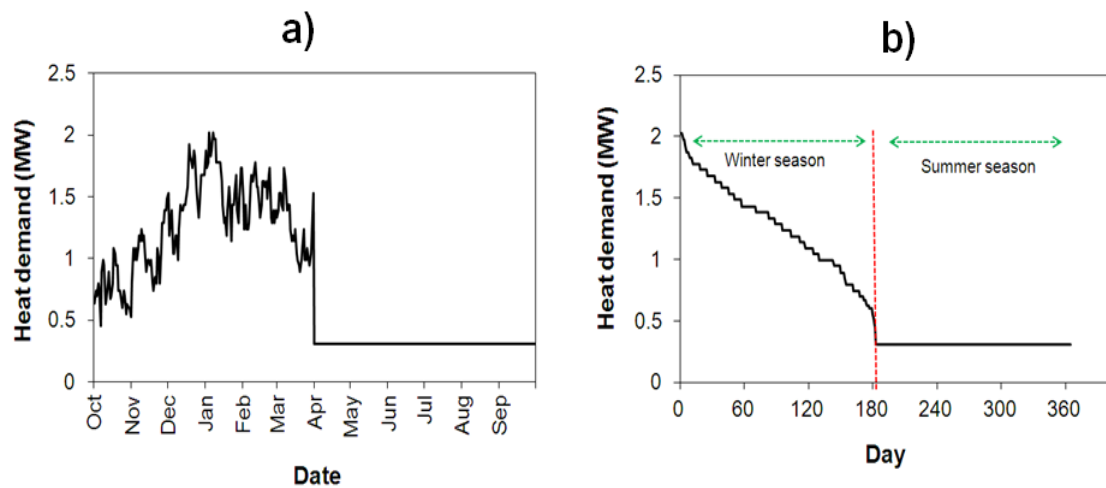 a)
Heat demand (MW)
2.5
2
1.5
1
0.5
0
Oct
Nov
Dec
Jan
Feb
Mar
Apr
May
Jun
Jul
Aug
Sep
Date
b)
Heat demand (MW)
2.5
2
1.5
1
0.5
0
Winter season
Summer season
0 60 120 180 240 300 360
Day